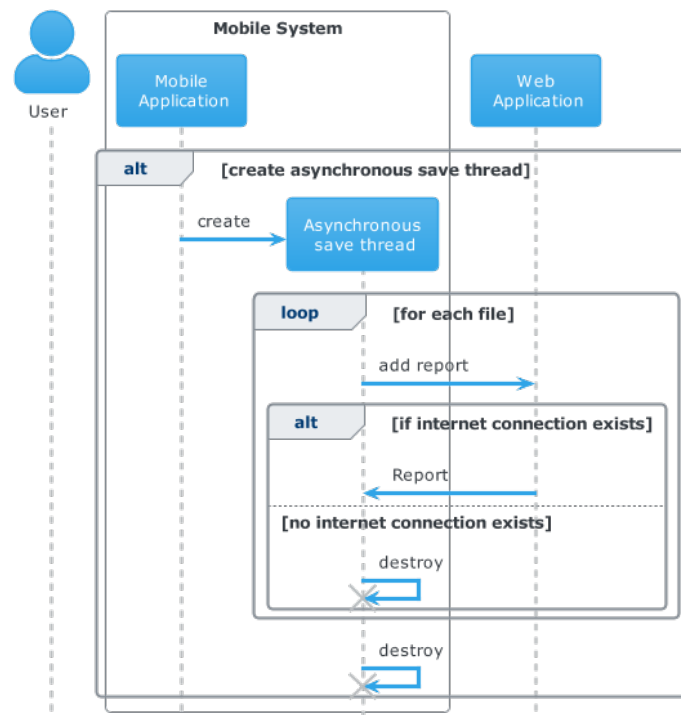 Mobile System
Mobile
Application
Web
Application
User
alt
[create asynchronous save thread]
create
Asynchronous
save thread
loop
[for each file]
add report
alt
[if internet connection exists]
Report
[no internet connection exists]
destroy
destroy